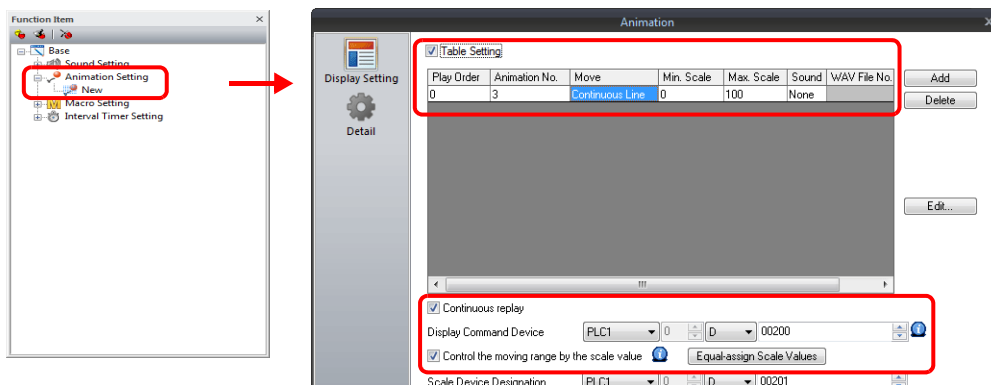 Function Item
Base
Sound Setting
Animation Setting
New
Macro Setting
Interval Timer Setting
Animation
Display Setting
Detail
Table Setting
Play Order Animation No. Move Min. Scale Max. Scale Sound WAV File No.
0 3 Continuous Line 0 100 None
Add
Delete
Edit...
Continuous replay
Display Command Device PLC1 0 D 00200
Control the moving range by the scale value Equal-assign Scale Values
Scale Device Designation PLC1 0 D 00201